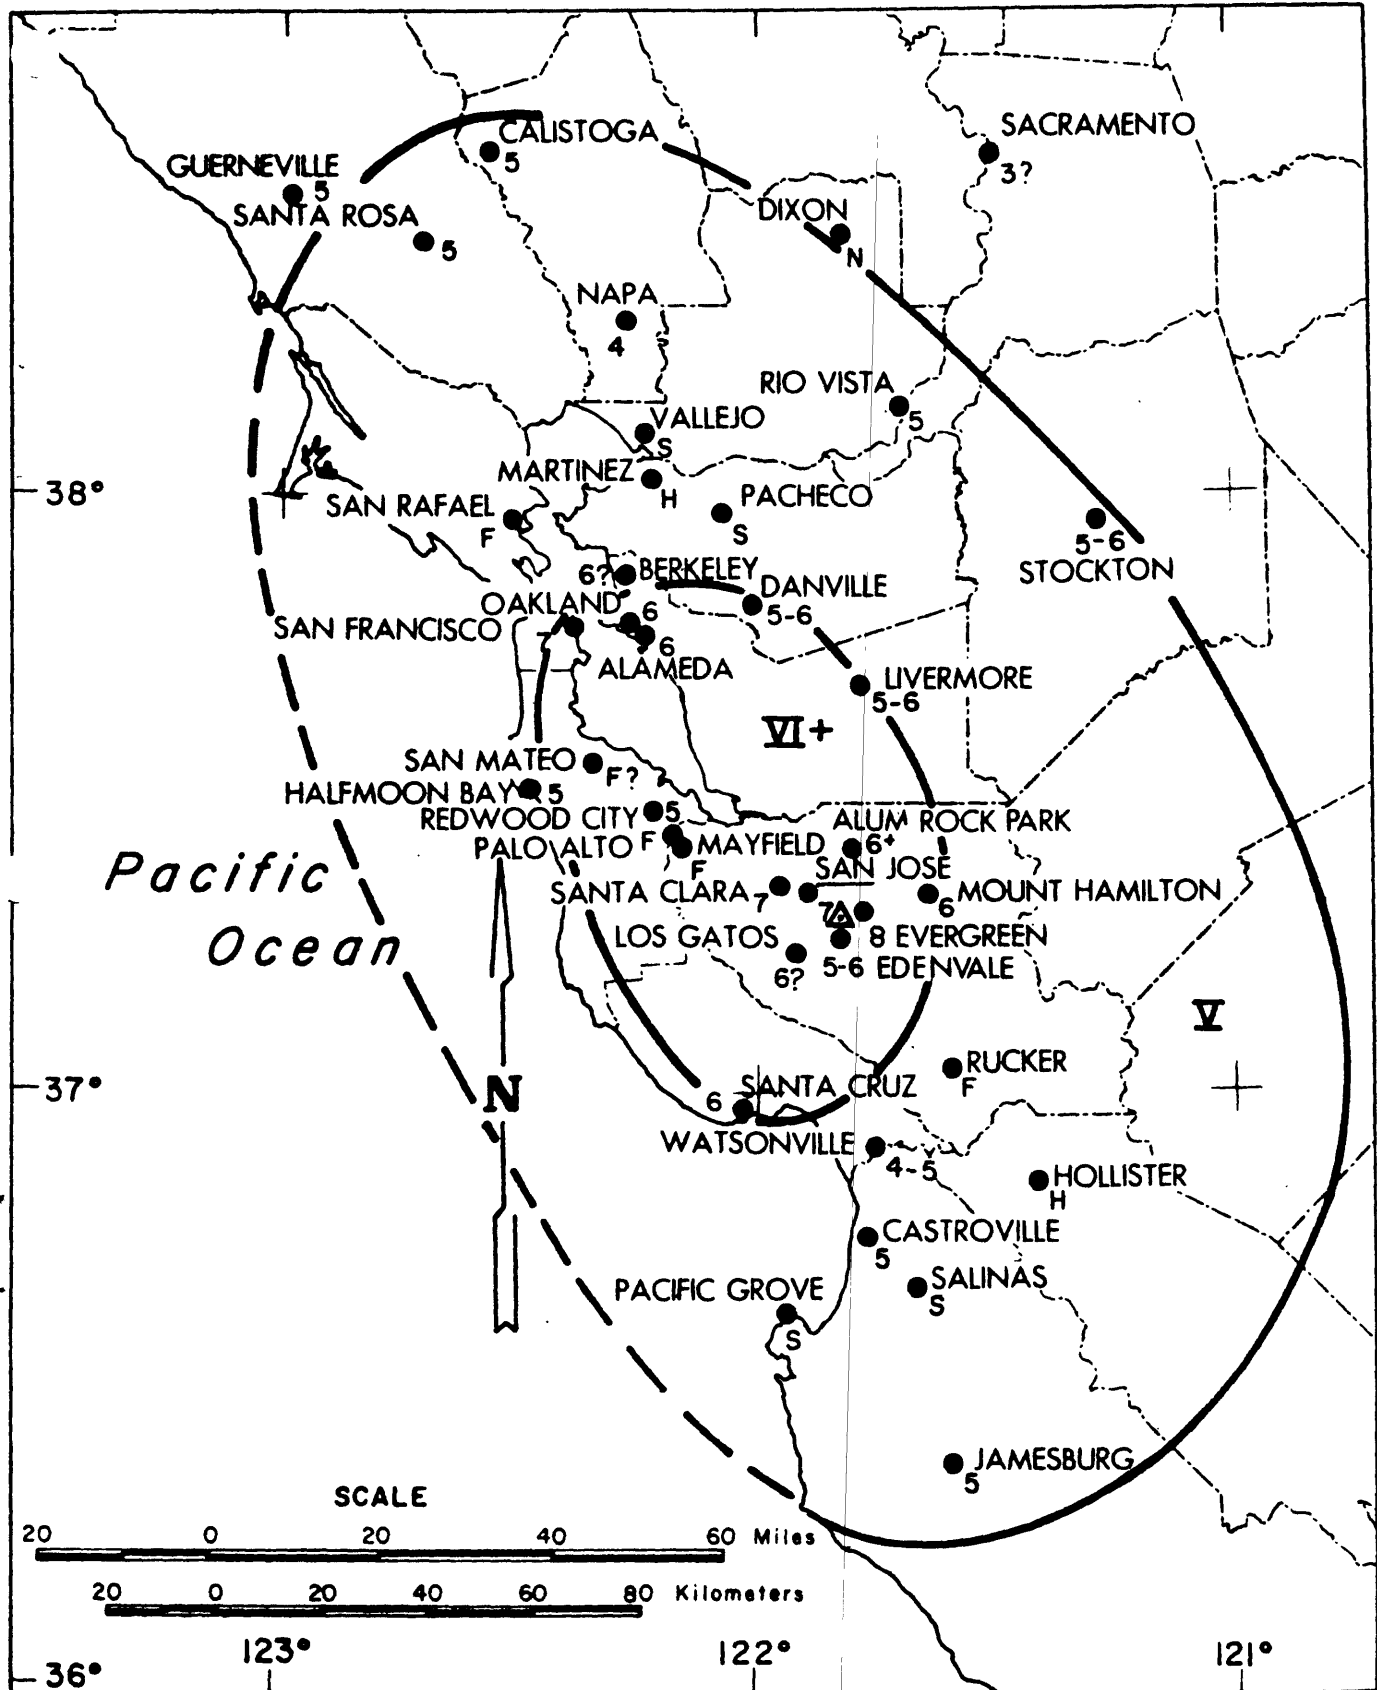 CALISTOGA
5
SACRAMENTO
3?
GUERNEVILLE
5
SANTA ROSA
5
DIXON
N
NAPA
4
RIO VISTA
5
VALLEJO
S
MARTINEZ
H
PACHECO
S
38°
SAN RAFAEL
F
5-6
STOCKTON
6? BERKELEY
DANVILLE
5-6
OAKLAND
6
SAN FRANCISCO
7
6
ALAMEDA
LIVERMORE
5-6
VI+
SAN MATEO
F?
HALFMOON BAY
5
REDWOOD CITY
5
ALUM ROCK PARK
6+
PALO ALTO
F
MAYFIELD
F
SAN JOSE
7
SANTA CLARA
7
MOUNT HAMILTON
6
Pacific
Ocean
LOS GATOS
6?
8 EVERGREEN
5-6 EDENVALE
V
RUCKER
F
37°
N
6
SANTA CRUZ
WATSONVILLE
4-5
HOLLISTER
H
CASTROVILLE
5
SALINAS
S
PACIFIC GROVE
S
JAMESBURG
5
SCALE
20 0 20 40 60 Miles
20 0 20 40 60 80 Kilometers
123° 122° 121°
36°